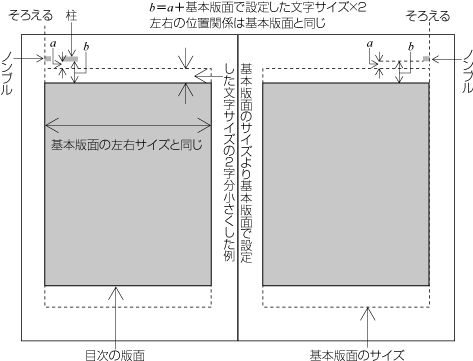 b=a+基本版面で設定した文字サイズ×2
左右の位置関係は基本版面と同じ
そろえる
柱
a
b
ノンブル
基本版面の左右サイズと同じ
基本版面のサイズより基本版面で設定
した文字サイズの2字分小さくした例
目次の版面
そろえる
a
b
ノンブル
基本版面のサイズ